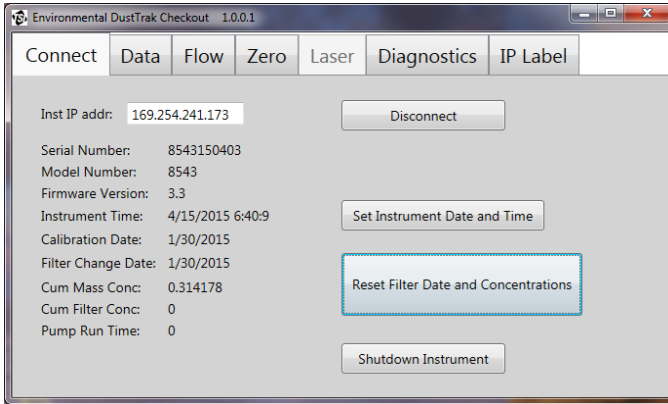 TSI Environmental DustTrak Checkout 1.0.0.1
Connect Data Flow Zero Laser Diagnostics IP Label
Inst IP addr: 169.254.241.173 Disconnect
Serial Number: 8543150403
Model Number: 8543
Firmware Version: 3.3
Instrument Time: 4/15/2015 6:40:9 Set Instrument Date and Time
Calibration Date: 1/30/2015
Filter Change Date: 1/30/2015
Cum Mass Conc: 0.314178 Reset Filter Date and Concentrations
Cum Filter Conc: 0
Pump Run Time: 0
Shutdown Instrument